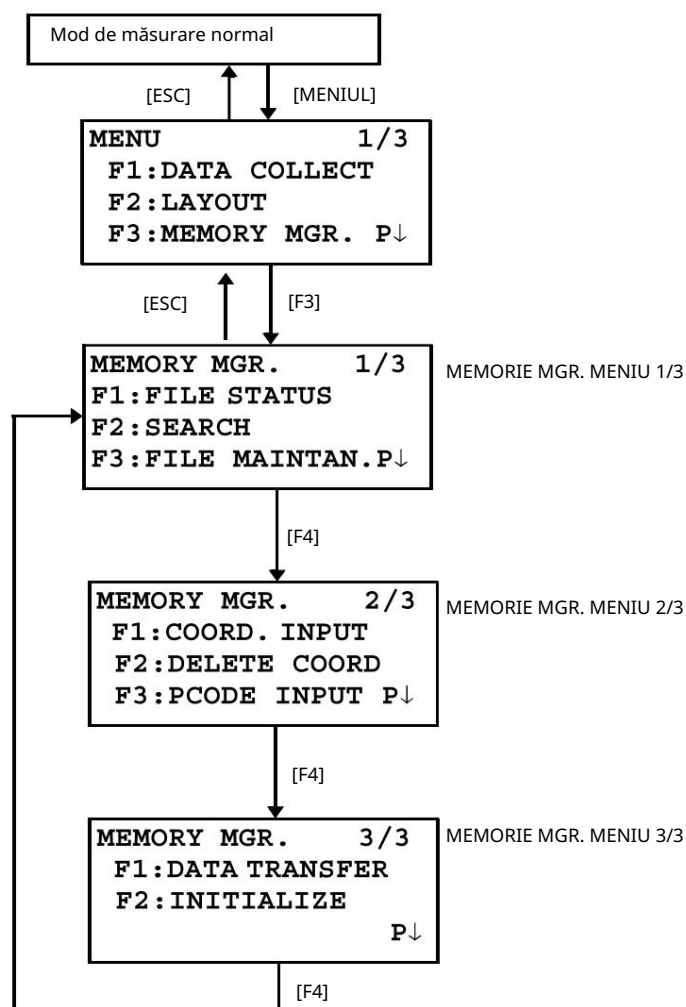 Mod de măsurare normal
[ESC] [MENIUL]
MENU 1/3
F1:DATA COLLECT
F2:LAYOUT
F3:MEMORY MGR. P↓
[ESC] [F3]
MEMORY MGR. 1/3
MEMORIE MGR. MENIU 1/3
F1:FILE STATUS
F2:SEARCH
F3:FILE MAINTAN.P↓
[F4]
MEMORY MGR. 2/3
MEMORIE MGR. MENIU 2/3
F1:COORD. INPUT
F2:DELETE COORD
F3:PCODE INPUT P↓
[F4]
MEMORY MGR. 3/3
MEMORIE MGR. MENIU 3/3
F1:DATA TRANSFER
F2:INITIALIZE
P↓
[F4]